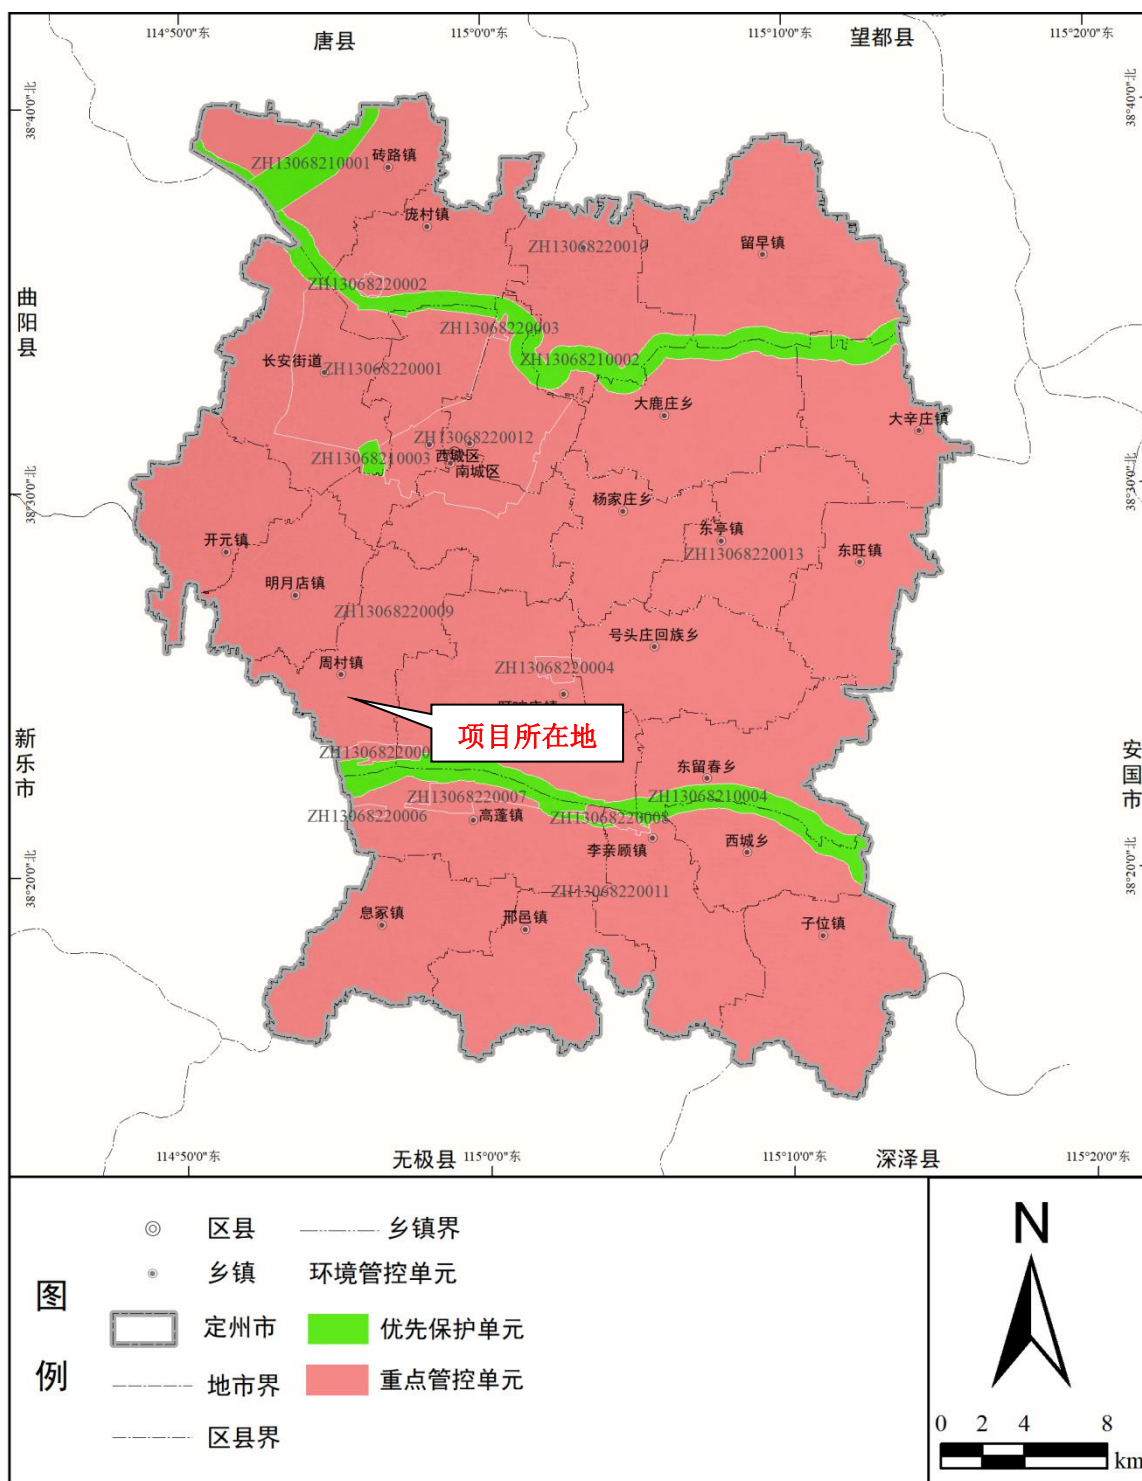 114°50'0"东
115°0'0"东
115°10'0"东
115°20'0"东
唐县
望都县
38°40'0"北
38°40'0"北
ZH13068210001
砖路镇
庞村镇
ZH13068220010
留早镇
曲阳县
ZH13068220002
ZH13068220003
长安街道
ZH13068220001
ZH13068210002
大鹿庄乡
大辛庄镇
ZH13068220012
ZH13068210003
西城区
南城区
38°30'0"北
38°30'0"北
杨家庄乡
东亭镇
开元镇
ZH13068220013
东旺镇
明月店镇
ZH13068220009
号头庄回族乡
周村镇
ZH13068220004
项目所在地
新乐市
安国市
ZH1306822000
东留春乡
ZH13068220007
ZH13068210004
ZH13068220006
高蓬镇
ZH13068220008
李亲顾镇
西城乡
38°20'0"北
38°20'0"北
ZH13068220011
息冢镇
邢邑镇
子位镇
114°50'0"东
115°0'0"东
115°10'0"东
115°20'0"东
无极县
深泽县
图例
区县
乡镇界
乡镇
环境管控单元
定州市
优先保护单元
地市界
重点管控单元
区县界
N
0 2 4 8
km